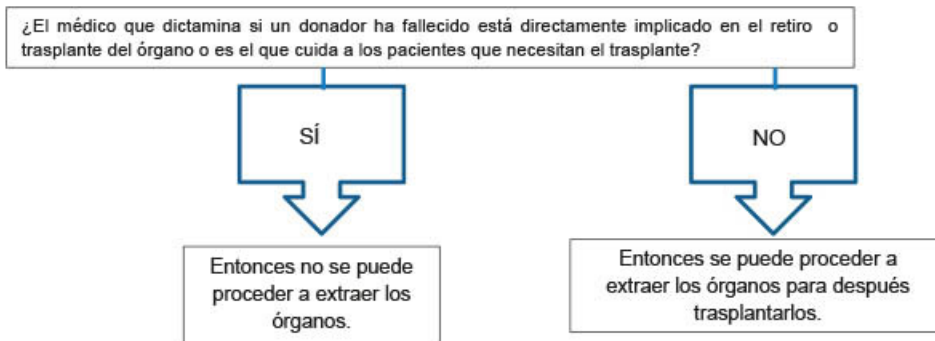 ¿El médico que dictamina si un donador ha fallecido está directamente implicado en el retiro o
trasplante del órgano o es el que cuida a los pacientes que necesitan el trasplante?
SÍ
NO
Entonces no se puede
proceder a extraer los
órganos.
Entonces se puede proceder a
extraer los órganos para después
trasplantarlos.